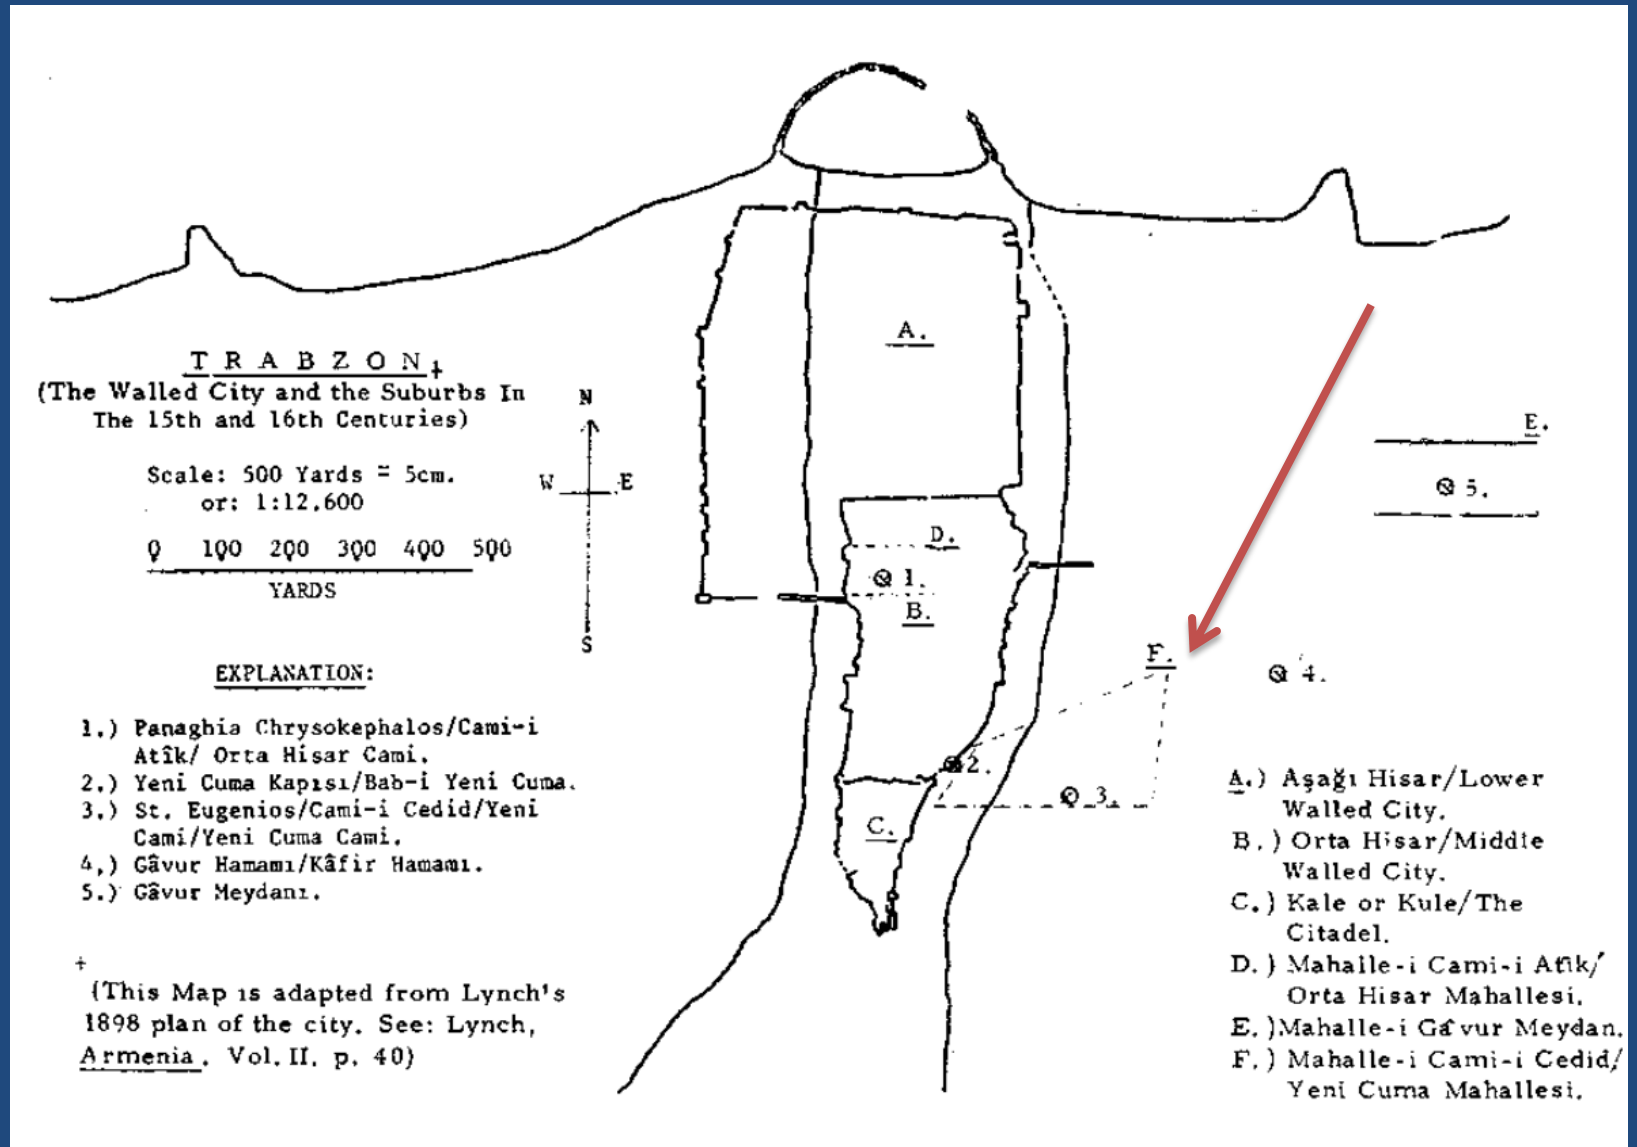 T R A B Z O N ‡
(The Walled City and the Suburbs In
The 15th and 16th Centuries)
Scale: 500 Yards = 5cm.
or: 1:12,600
0 100 200 300 400 500
YARDS
N
W E
S
EXPLANATION:
1.) Panaghia Chrysokephalos/Cami-i
Atîk/ Orta Hisar Cami.
2.) Yeni Cuma Kapısı/Bab-i Yeni Cuma.
3.) St. Eugenios/Cami-i Cedid/Yeni
Cami/Yeni Cuma Cami.
4,) Gâvur Hamamı/Kâfir Hamamı.
5.) Gâvur Meydanı.
‡
(This Map is adapted from Lynch's
1898 plan of the city. See: Lynch,
Armenia. Vol. II. p. 40)
A.
D.
1.
B.
2.
3.
C.
E.
5.
F.
4.
A.) Aşağı Hisar/Lower
Walled City.
B.) Orta Hisar/Middle
Walled City.
C.) Kale or Kule/The
Citadel.
D.) Mahalle-i Cami-i Atîk/
Orta Hisar Mahallesi.
E.) Mahalle-i Gâvur Meydan.
F.) Mahalle-i Cami-i Cedid/
Yeni Cuma Mahallesi.